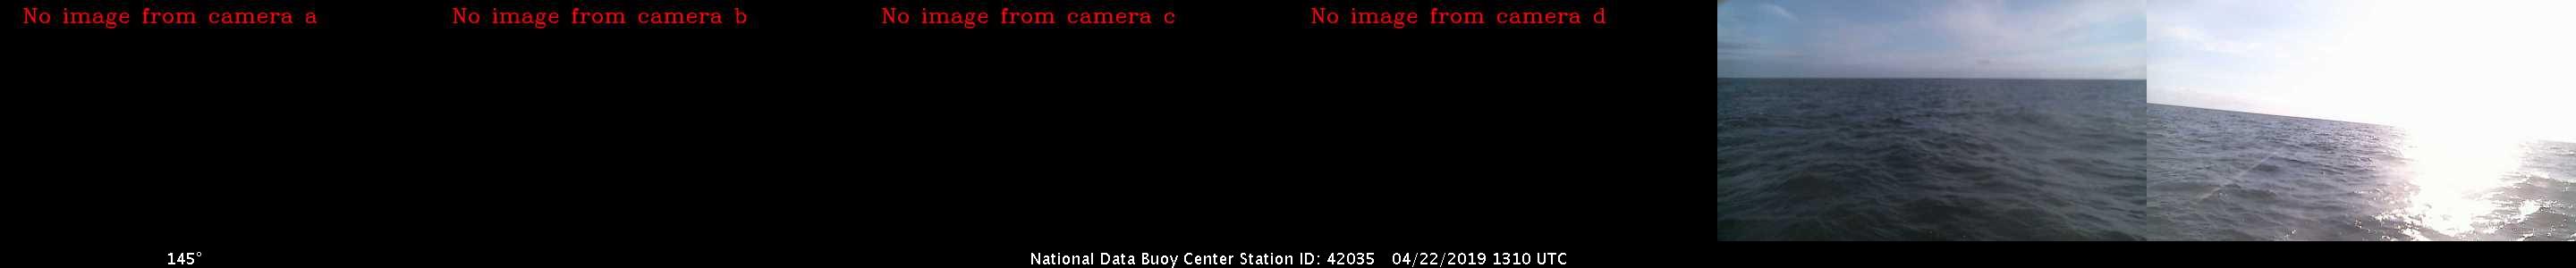 No image from camera a
No image from camera b
No image from camera c
No image from camera d
145°
National Data Buoy Center Station ID: 42035 04/22/2019 1310 UTC